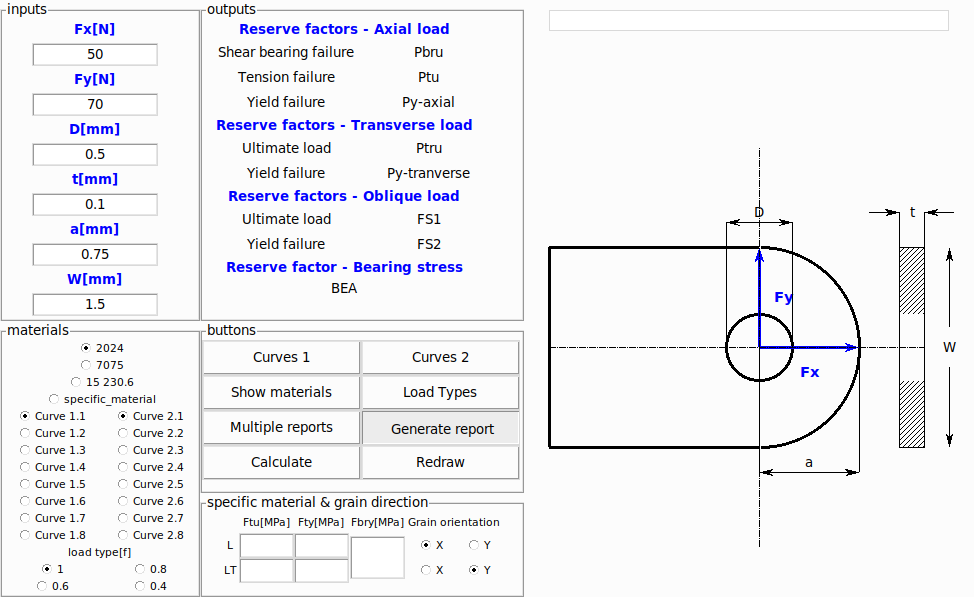 inputs
Fx[N]
50
Fy[N]
70
D[mm]
0.5
t[mm]
0.1
a[mm]
0.75
W[mm]
1.5
outputs
Reserve factors - Axial load
Shear bearing failure Pbru
Tension failure Ptu
Yield failure Py-axial
Reserve factors - Transverse load
Ultimate load Ptru
Yield failure Py-tranverse
Reserve factors - Oblique load
Ultimate load FS1
Yield failure FS2
Reserve factor - Bearing stress
BEA
materials
2024
7075
15 230.6
specific_material
Curve 1.1 Curve 2.1
Curve 1.2 Curve 2.2
Curve 1.3 Curve 2.3
Curve 1.4 Curve 2.4
Curve 1.5 Curve 2.5
Curve 1.6 Curve 2.6
Curve 1.7 Curve 2.7
Curve 1.8 Curve 2.8
load type[f]
1 0.8
0.6 0.4
buttons
Curves 1 Curves 2
Show materials Load Types
Multiple reports Generate report
Calculate Redraw
specific material & grain direction
Ftu[MPa] Fty[MPa] Fbry[MPa] Grain orientation
L X Y
LT X Y
D
t
Fy
W
Fx
a